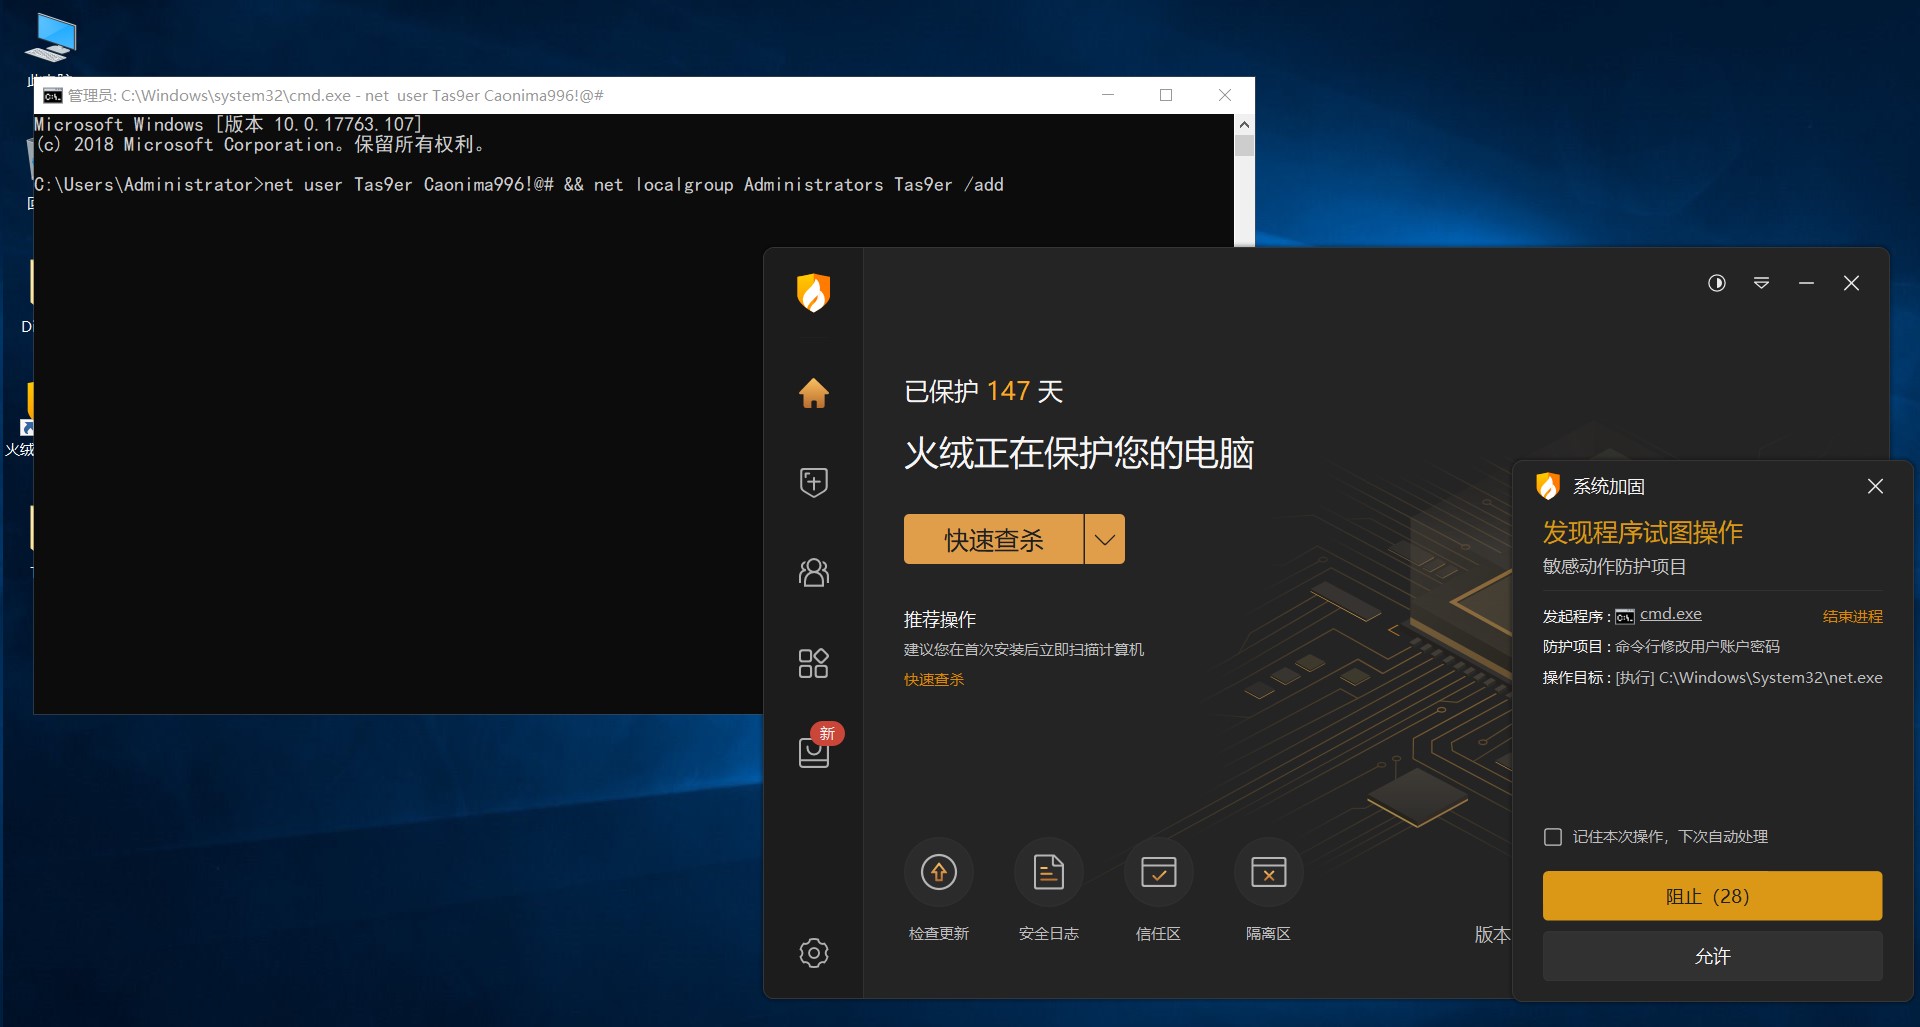 管理员: C:\Windows\system32\cmd.exe - net  user Tas9er Caonima996!@#
Microsoft Windows [版本 10.0.17763.107]
(c) 2018 Microsoft Corporation。保留所有权利。
C:\Users\Administrator>net user Tas9er Caonima996!@# && net localgroup Administrators Tas9er /add
火绒
已保护 147 天
火绒正在保护您的电脑
快速查杀
推荐操作
建议您在首次安装后立即扫描计算机
快速查杀
新
检查更新
安全日志
信任区
隔离区
版本
系统加固
发现程序试图操作
敏感动作防护项目
发起程序 : cmd.exe 结束进程
防护项目 : 命令行修改用户账户密码
操作目标 : [执行] C:\Windows\System32\net.exe
记住本次操作，下次自动处理
阻止（28）
允许